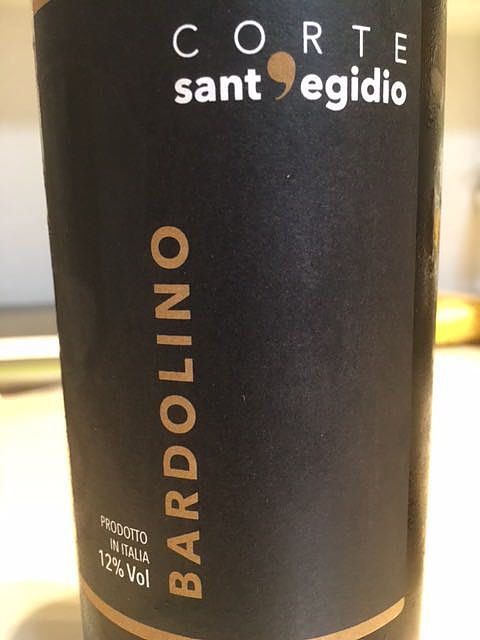 CORTE
sant'egidio
BARDOLINO
PRODOTTO
IN ITALIA
12% Vol